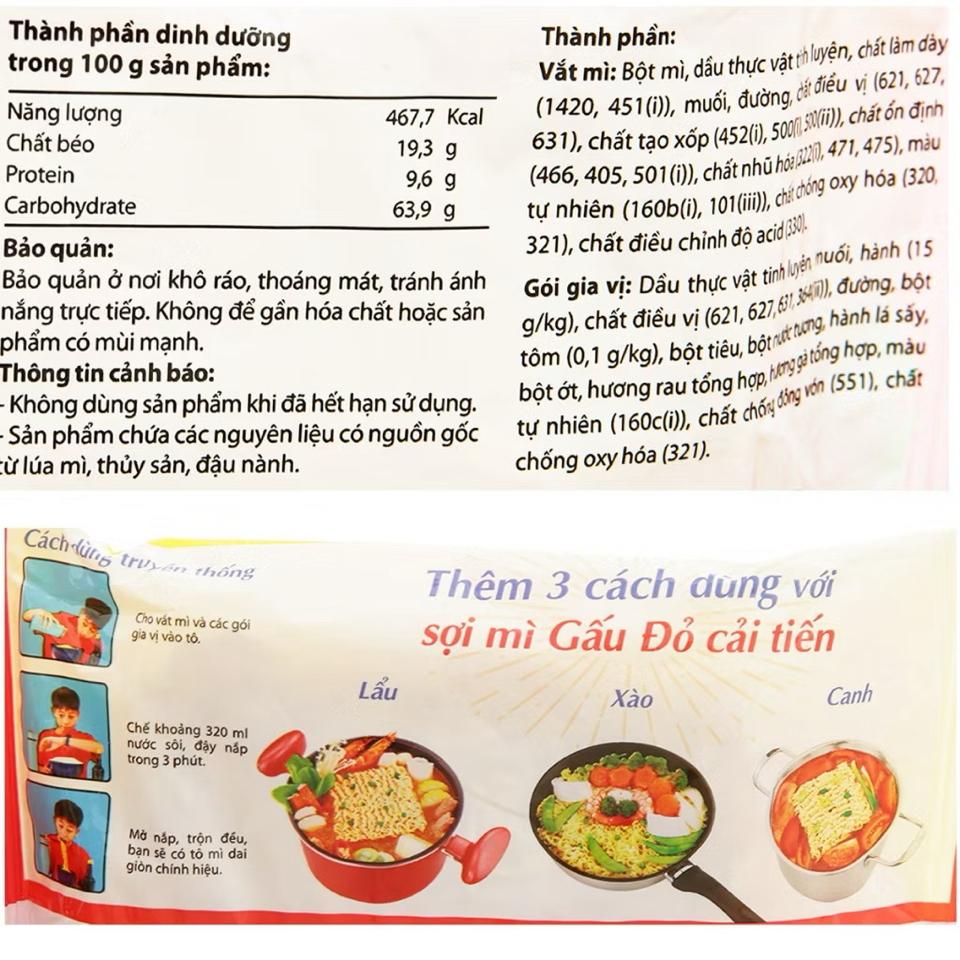 Thành phần dinh dưỡng
trong 100 g sản phẩm:
Năng lượng 467,7 Kcal
Chất béo 19,3 g
Protein 9,6 g
Carbohydrate 63,9 g
Bảo quản:
Bảo quản ở nơi khô ráo, thoáng mát, tránh ánh
nắng trực tiếp. Không để gần hóa chất hoặc sản
phẩm có mùi mạnh.
Thông tin cảnh báo:
- Không dùng sản phẩm khi đã hết hạn sử dụng.
- Sản phẩm chứa các nguyên liệu có nguồn gốc
từ lúa mì, thủy sản, đậu nành.
Thành phần:
Vắt mì: Bột mì, dầu thực vật tinh luyện, chất làm dày
(1420, 451(i)), muối, đường, chất điều vị (621, 627,
631), chất tạo xốp (452(i), 500(i), 500(ii)), chất ổn định
(466, 405, 501(i)), chất nhũ hóa (322(i), 471, 475), màu
tự nhiên (160b(i), 101(iii)), chất chống oxy hóa (320,
321), chất điều chỉnh độ acid (330).
Gói gia vị: Dầu thực vật tinh luyện, muối, hành (15
g/kg), chất điều vị (621, 627, 631, 364(ii)), đường, bột
tôm (0,1 g/kg), bột tiêu, bột nước tương, hành lá sấy,
bột ớt, hương rau tổng hợp, hương gà tổng hợp, màu
tự nhiên (160c(i)), chất chống đông vón (551), chất
chống oxy hóa (321).
Cách dùng truyền thống
Cho vắt mì và các gói
gia vị vào tô.
Chế khoảng 320 ml
nước sôi, đậy nắp
trong 3 phút.
Mở nắp, trộn đều,
bạn sẽ có tô mì dai
giòn chính hiệu.
Thêm 3 cách dùng với
sợi mì Gấu Đỏ cải tiến
Lẩu
Xào
Canh